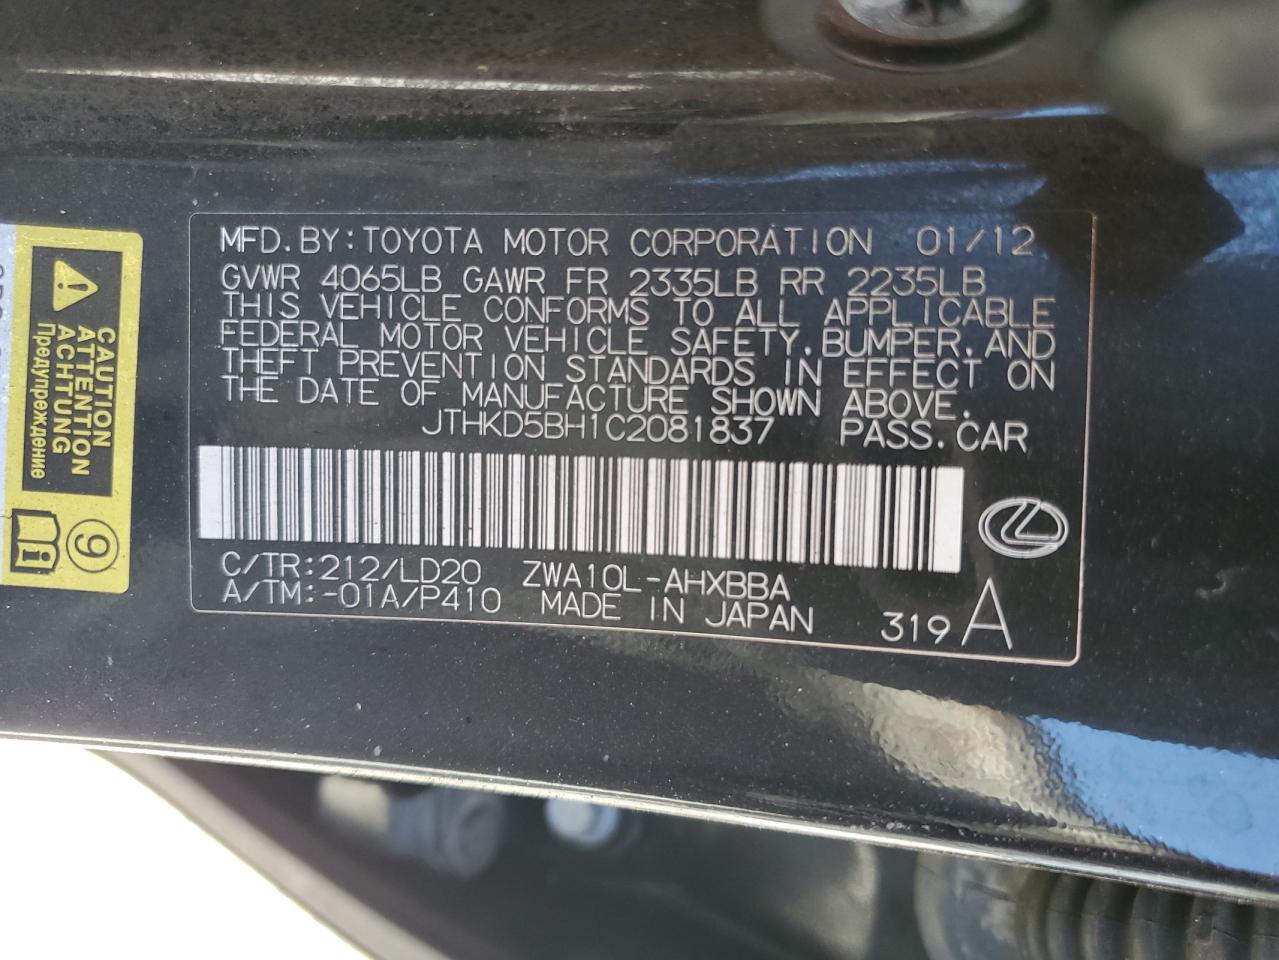 MFD.BY:TOYOTA MOTOR CORPORATION 01/12
GVWR 4065LB GAWR FR 2335LB RR 2235LB
THIS VEHICLE CONFORMS TO ALL APPLICABLE
FEDERAL MOTOR VEHICLE SAFETY,BUMPER,AND
THEFT PREVENTION STANDARDS IN EFFECT ON
THE DATE OF MANUFACTURE SHOWN ABOVE.
JTHKD5BH1C2081837 PASS.CAR
C/TR:212/LD20 ZWA10L-AHXBBA
A/TM:-01A/P410 MADE IN JAPAN 319 A
CAUTION
ATTENTION
ACHTUNG
Предупреждение
9